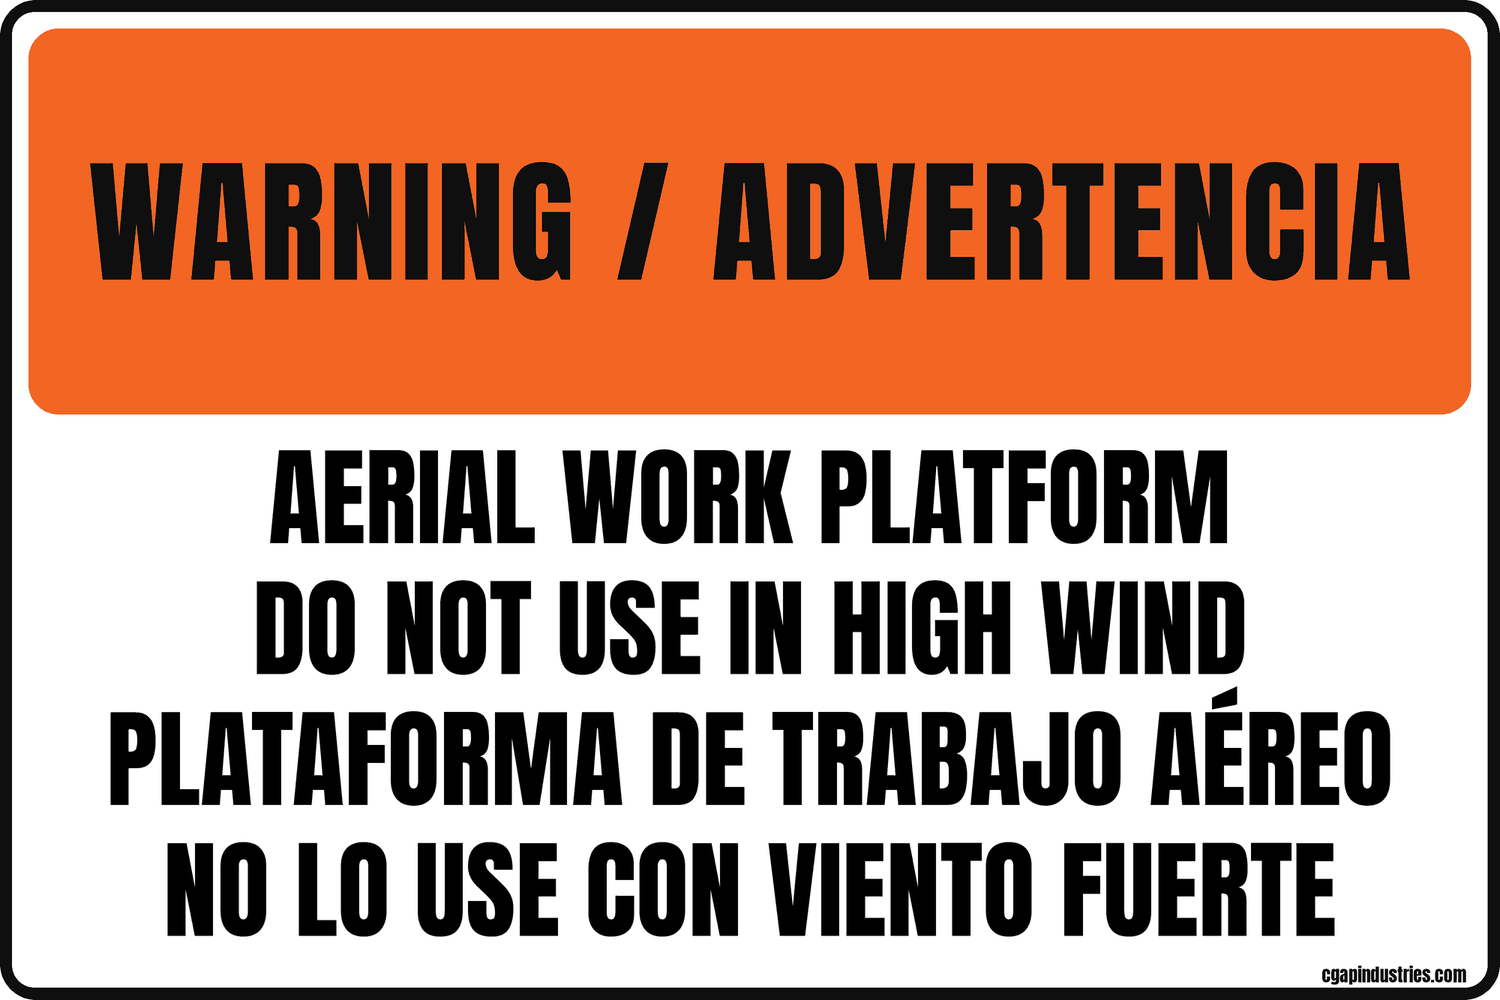 WARNING / ADVERTENCIA
AERIAL WORK PLATFORM
DO NOT USE IN HIGH WIND
PLATAFORMA DE TRABAJO AÉREO
NO LO USE CON VIENTO FUERTE
cgapindustries.com